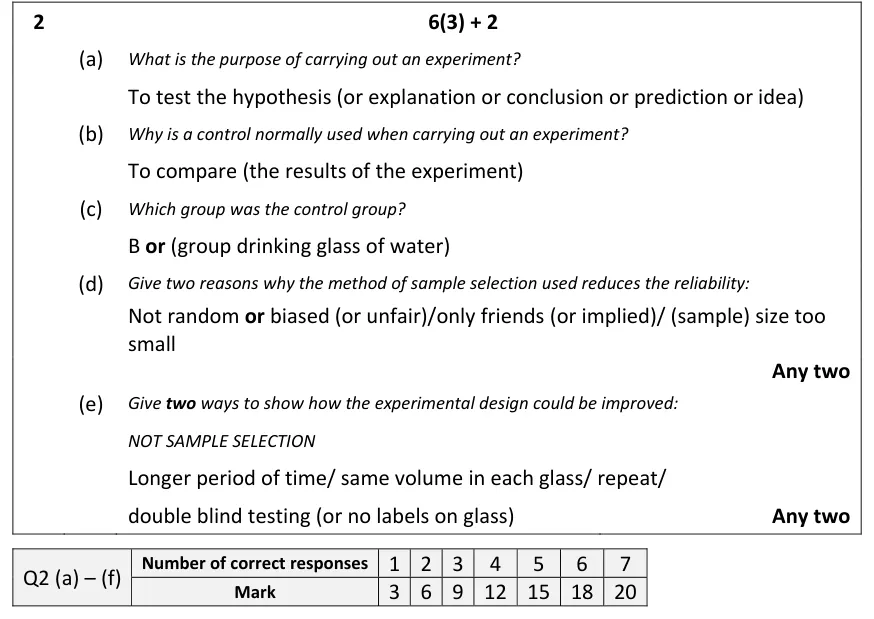 2 6(3) + 2
(a) What is the purpose of carrying out an experiment?
To test the hypothesis (or explanation or conclusion or prediction or idea)
(b) Why is a control normally used when carrying out an experiment?
To compare (the results of the experiment)
(c) Which group was the control group?
B or (group drinking glass of water)
(d) Give two reasons why the method of sample selection used reduces the reliability:
Not random or biased (or unfair)/only friends (or implied)/ (sample) size too
small
Any two
(e) Give two ways to show how the experimental design could be improved:
NOT SAMPLE SELECTION
Longer period of time/ same volume in each glass/ repeat/
double blind testing (or no labels on glass) Any two
Q2 (a) – (f)
Number of correct responses 1 2 3 4 5 6 7
Mark 3 6 9 12 15 18 20